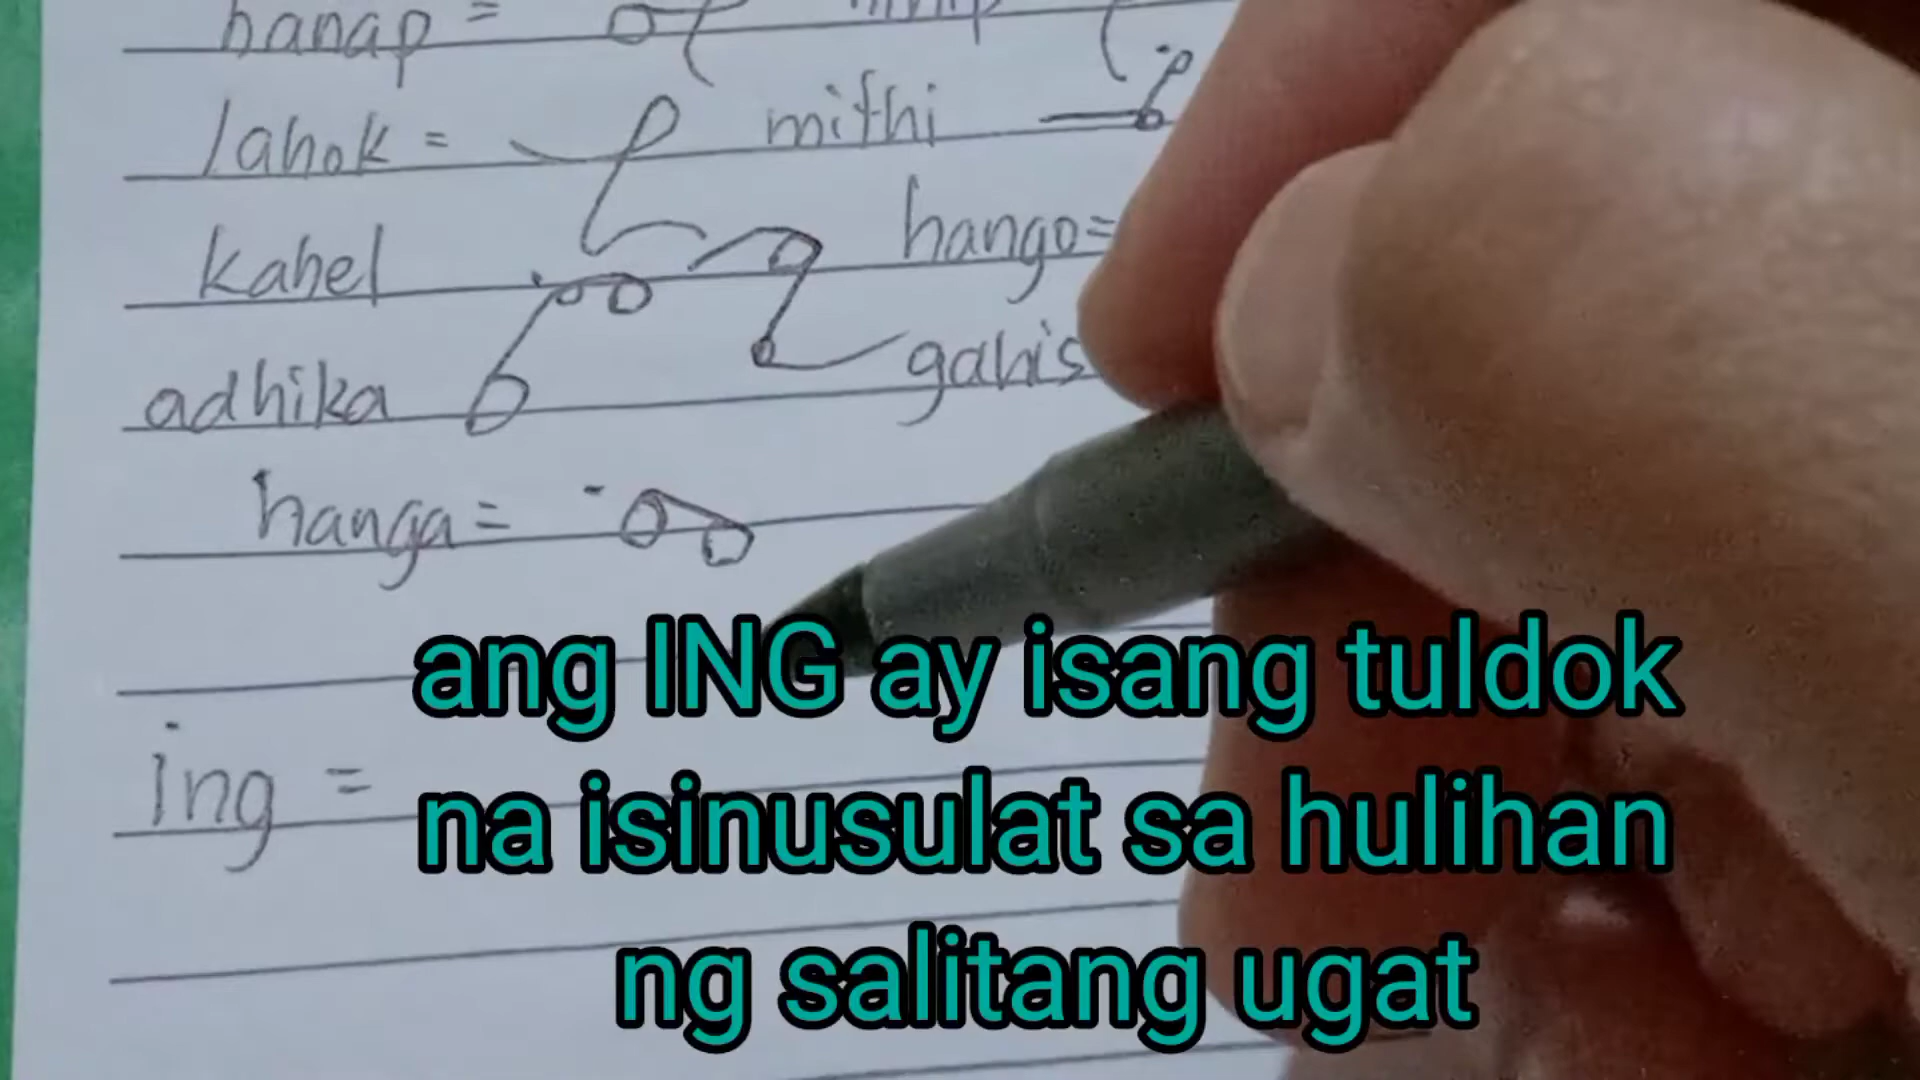 hanap =
lahok = mithi
kahel hango=
adhika gahis
hanga=
ing =
ang ING ay isang tuldok
na isinusulat sa hulihan
ng salitang ugat